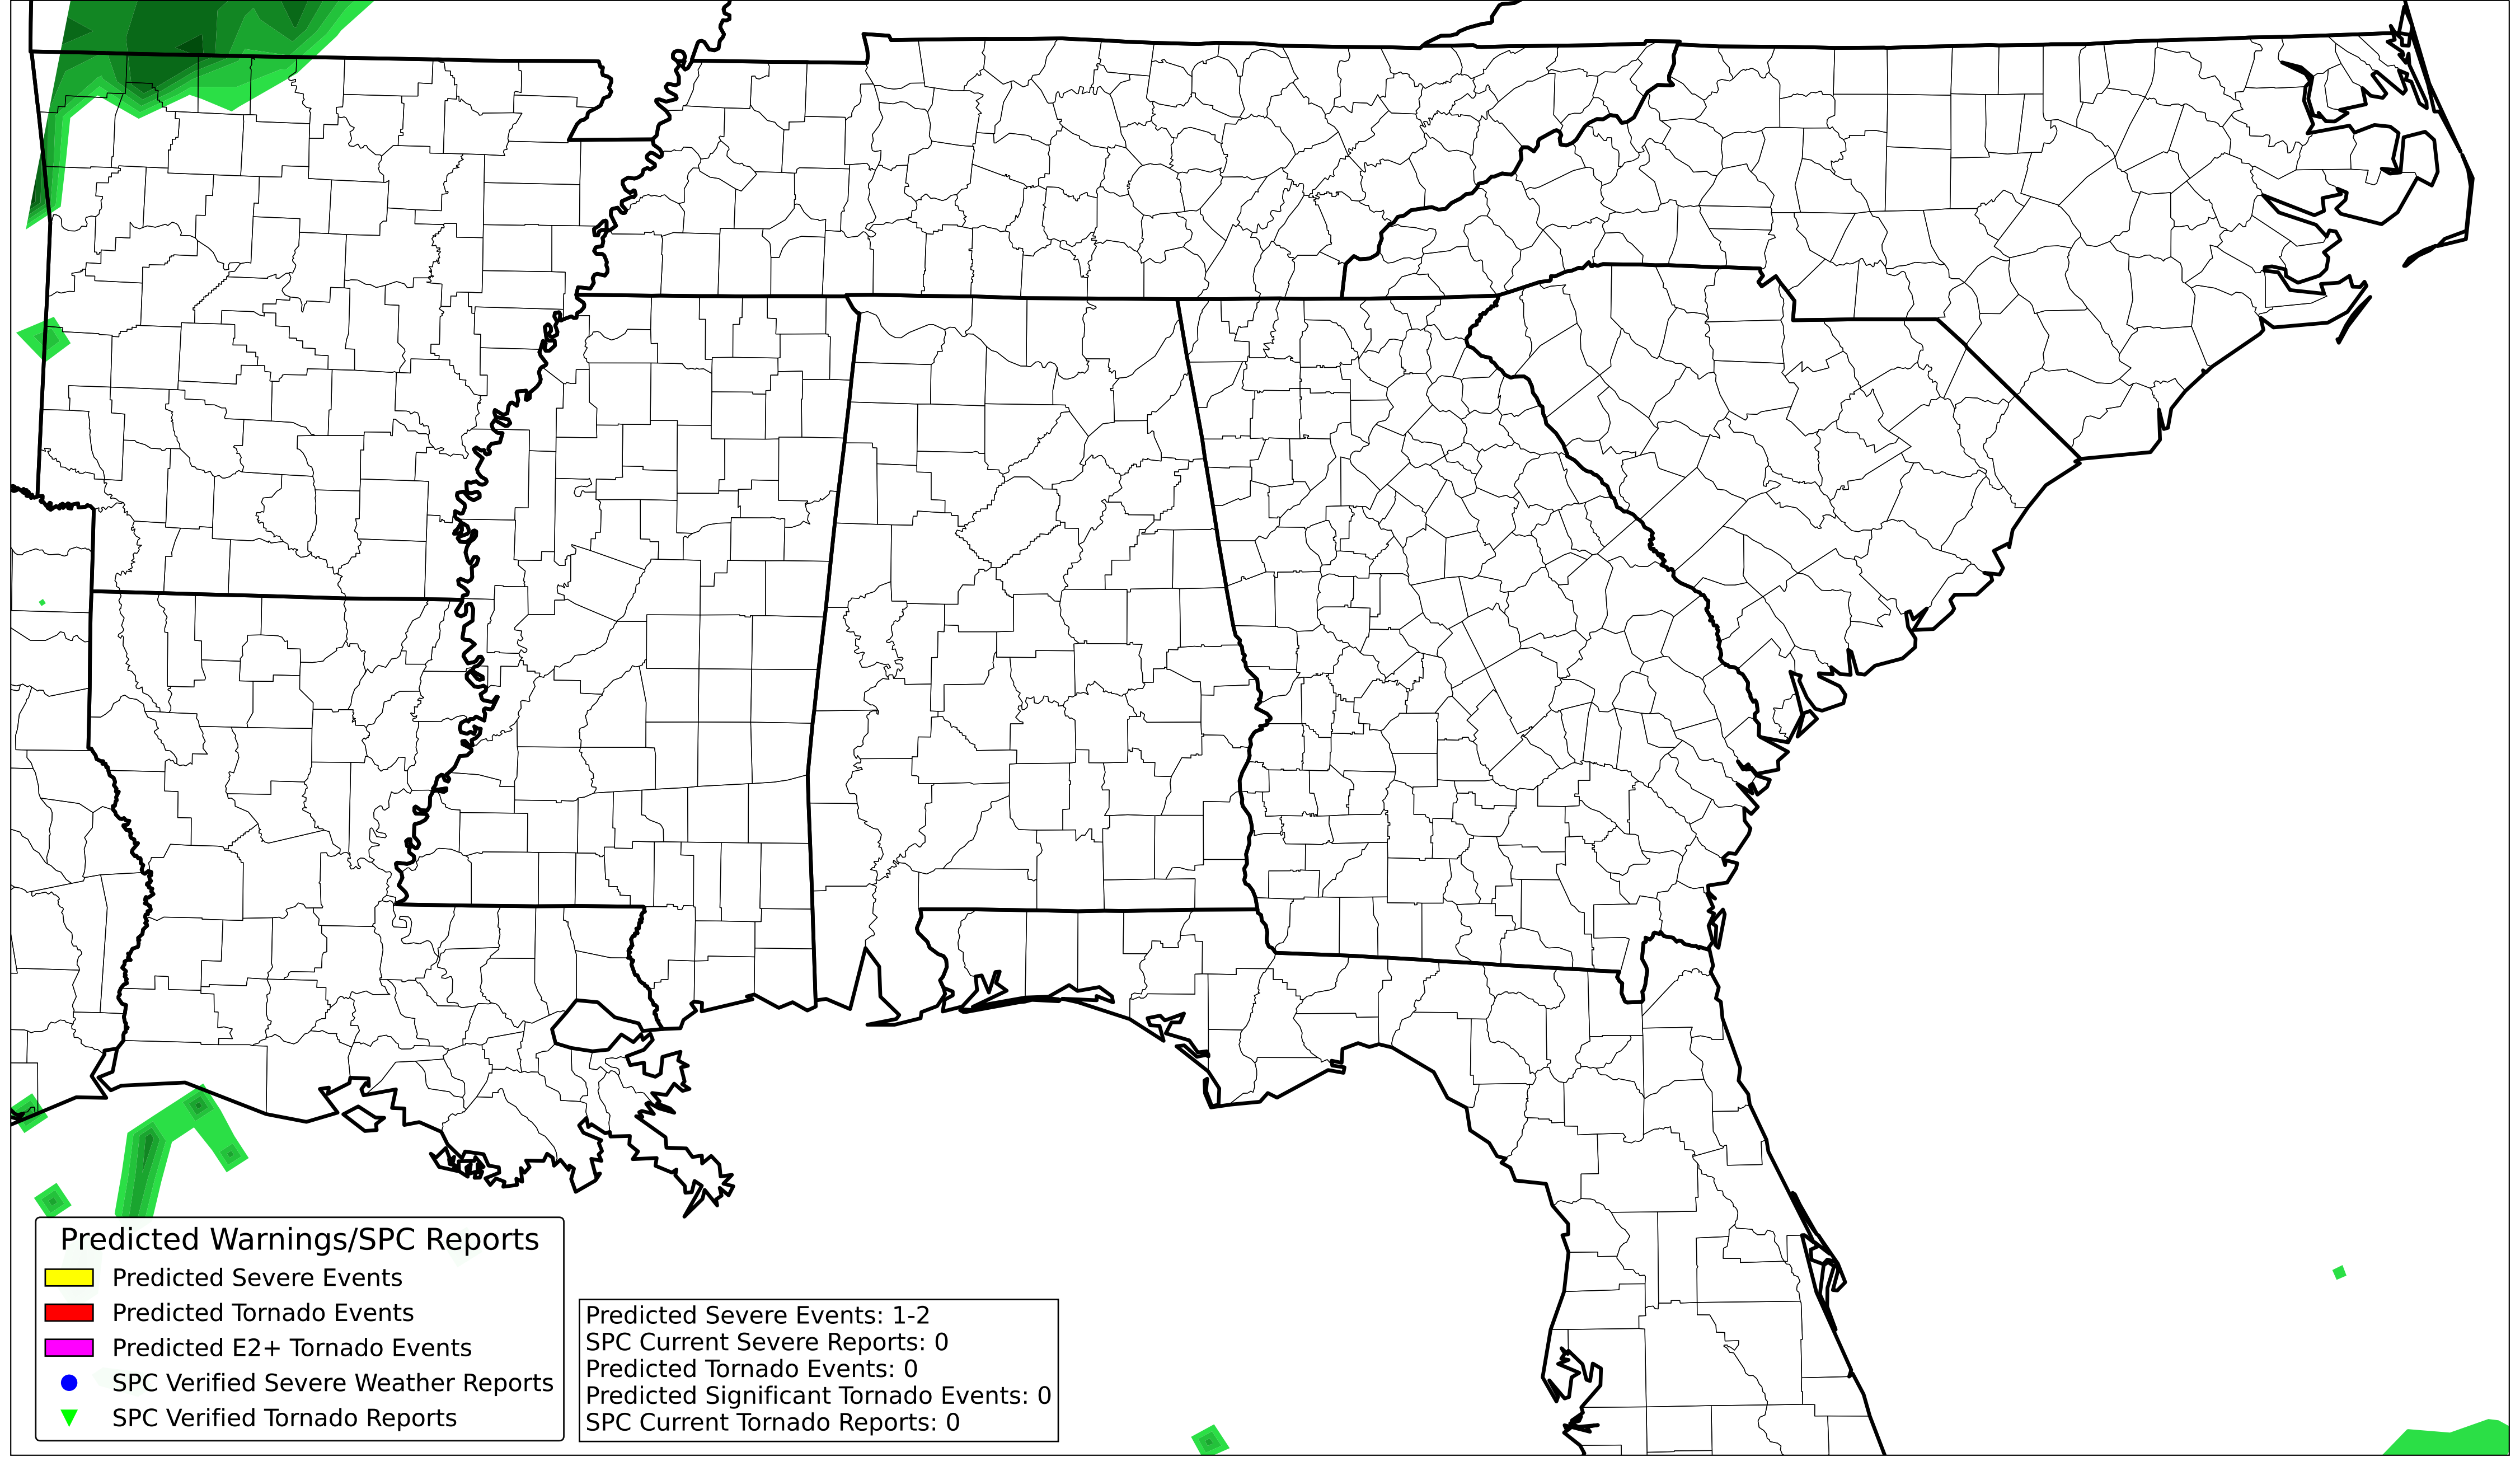 Predicted Warnings/SPC Reports
Predicted Severe Events
Predicted Tornado Events
Predicted E2+ Tornado Events
SPC Verified Severe Weather Reports
SPC Verified Tornado Reports
Predicted Severe Events: 1-2
SPC Current Severe Reports: 0
Predicted Tornado Events: 0
Predicted Significant Tornado Events: 0
SPC Current Tornado Reports: 0